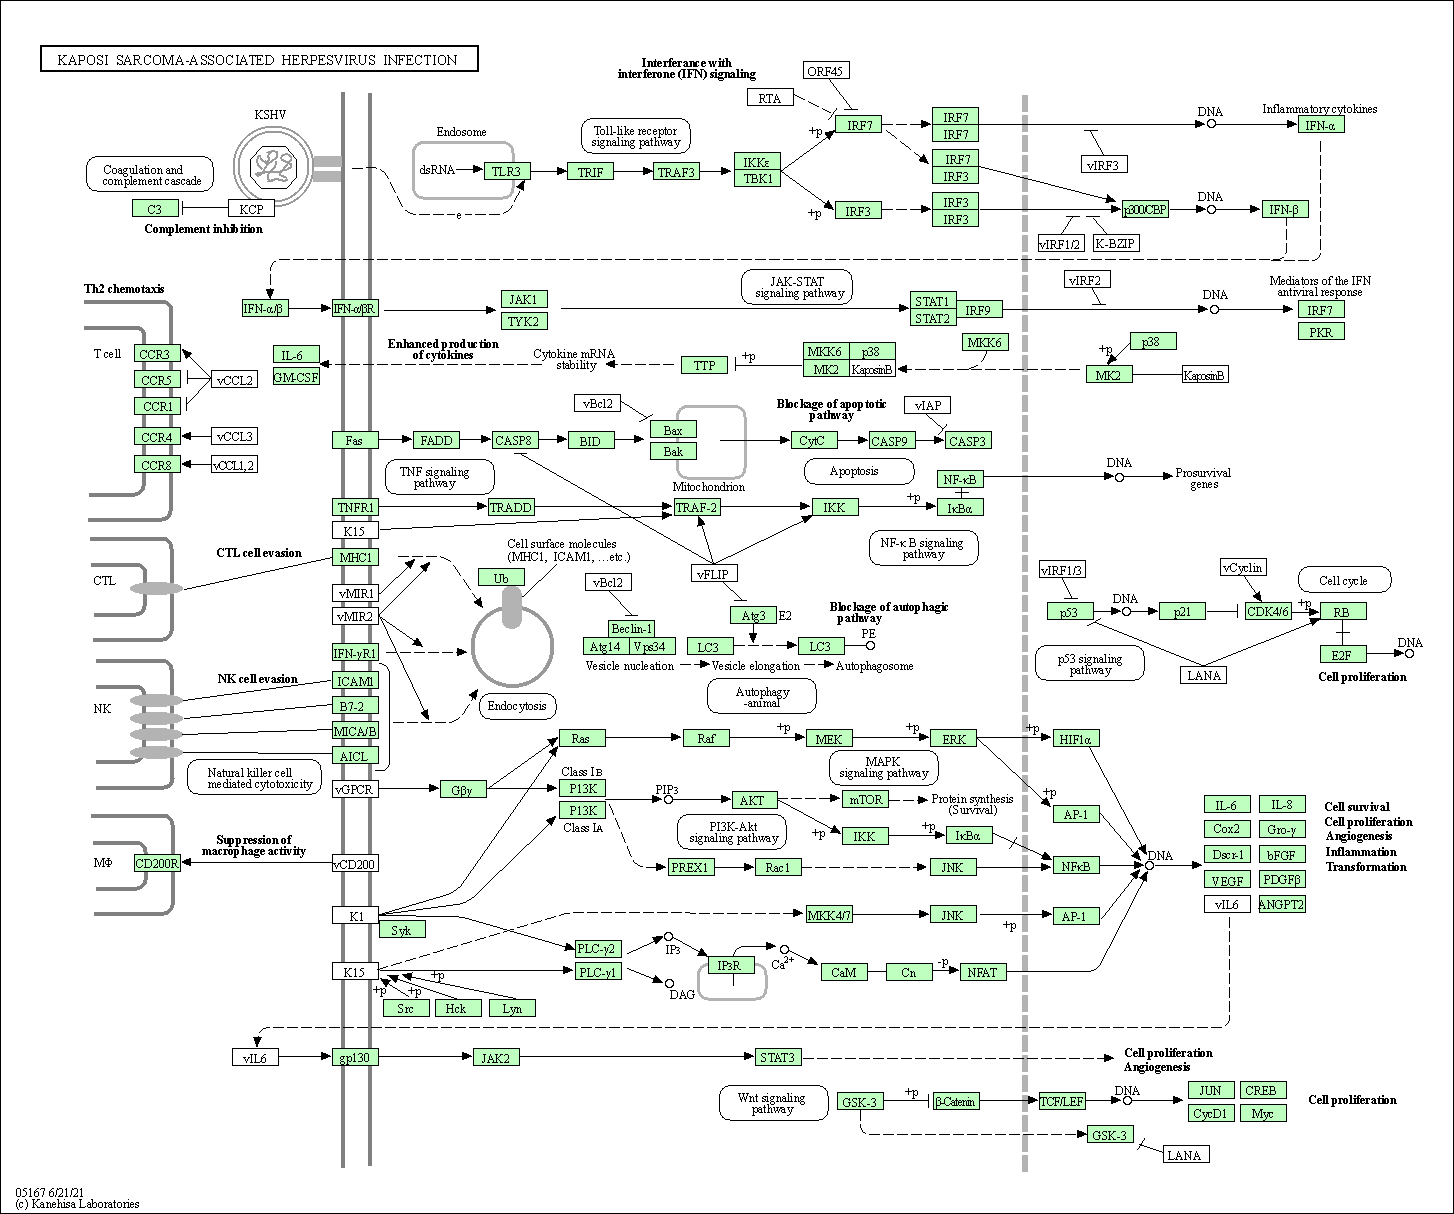 KAPOSI SARCOMA-ASSOCIATED HERPESVIRUS INFECTION
Interferance with
interferone (IFN) signaling
ORF45
RTA
KSHV
Endosome
Toll-like receptor
signaling pathway
+p
IRF7
IRF7
IRF7
DNA
Inflammatory cytokines
IFN-α
Coagulation and
complement cascade
dsRNA
TLR3
TRIF
TRAF3
IKKε
TBK1
IRF7
IRF3
vIRF3
C3
KCP
e
+p
IRF3
IRF3
IRF3
p300/CBP
DNA
IFN-β
Complement inhibition
vIRF1/2
K-BZIP
Th2 chemotaxis
JAK-STAT
signaling pathway
vIRF2
Mediators of the IFN
antiviral response
IFN-α/β
IFN-α/βR
JAK1
TYK2
STAT1
STAT2
IRF9
DNA
IRF7
PKR
T cell
CCR3
CCR5
CCR1
CCR4
CCR8
vCCL2
vCCL3
vCCL1,2
IL-6
GM-CSF
Enhanced production
of cytokines
Cytokine mRNA
stability
TTP
+p
MKK6
p38
MK2
KaposinB
MKK6
+p
p38
MK2
KaposinB
vBcl2
Blockage of apoptotic
pathway
vIAP
Fas
FADD
CASP8
BID
Bax
Bak
CytC
CASP9
CASP3
TNF signaling
pathway
Mitochondrion
Apoptosis
NF-κB
DNA
Prosurvival
genes
TNFR1
TRADD
TRAF-2
IKK
+p
IκBα
K15
NF-κ B signaling
pathway
CTL cell evasion
MHC1
Cell surface molecules
(MHC1, ICAM1, ...etc.)
CTL
Ub
vBcl2
vFLIP
vIRF1/3
vCyclin
Cell cycle
vMIR1
vMIR2
Beclin-1
Atg14
Vps34
Atg3
E2
Blockage of autophagic
pathway
PE
p53
DNA
p21
CDK4/6
+p
RB
IFN-γR1
LC3
LC3
Vesicle nucleation
Vesicle elongation
Autophagosome
p53 signaling
pathway
E2F
DNA
LANA
Cell proliferation
NK cell evasion
ICAM1
NK
B7-2
MICA/B
AICL
Endocytosis
Autophagy
-animal
Ras
Raf
+p
MEK
+p
ERK
+p
HIF1α
Natural killer cell
mediated cytotoxicity
MAPK
signaling pathway
vGPCR
Gβγ
Class IB
P13K
P13K
Class IA
PIP3
AKT
mTOR
Protein synthesis
(Survival)
+p
AP-1
PI3K-Akt
signaling pathway
+p
IKK
+p
IκBα
IL-6
IL-8
Cox2
Gro-γ
Dscr-1
bFGF
VEGF
PDGFβ
vIL6
ANGPT2
Cell survival
Cell proliferation
Angiogenesis
Inflammation
Transformation
Suppression of
macrophage activity
MΦ
CD200R
vCD200
PREX1
Rac1
JNK
NFκB
DNA
K1
Syk
MKK4/7
JNK
+p
AP-1
PLC-γ2
IP3
IP3R
Ca2+
CaM
Cn
-p
NFAT
K15
PLC-γ1
DAG
+p
+p
+p
Src
Hck
Lyn
vIL6
gp130
JAK2
STAT3
Cell proliferation
Angiogenesis
Wnt signaling
pathway
GSK-3
+p
β-Catenin
TCF/LEF
DNA
JUN
CREB
CycD1
Myc
Cell proliferation
GSK-3
LANA
05167 6/21/21
(c) Kanehisa Laboratories